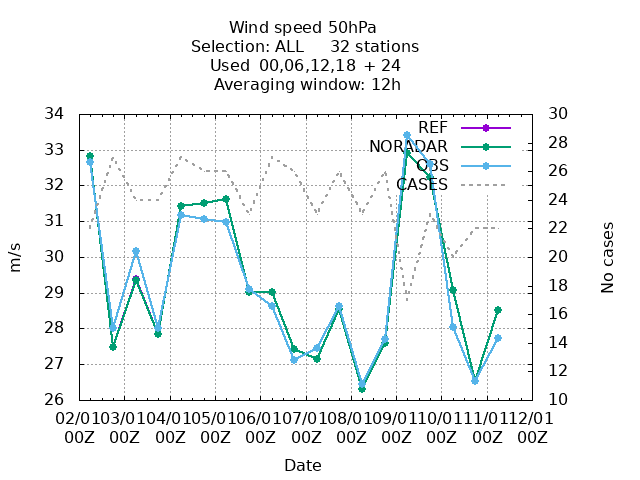 Wind speed 50hPa
Selection: ALL 32 stations
Used 00,06,12,18 + 24
Averaging window: 12h
34
33
32
31
30
29
28
27
26
m/s
30
28
26
24
22
20
18
16
14
12
10
No cases
REF
NORADAR
OBS
CASES
02/01 03/01 04/01 05/01 06/01 07/01 08/01 09/01 10/01 11/01 12/01
00Z 00Z 00Z 00Z 00Z 00Z 00Z 00Z 00Z 00Z 00Z
Date